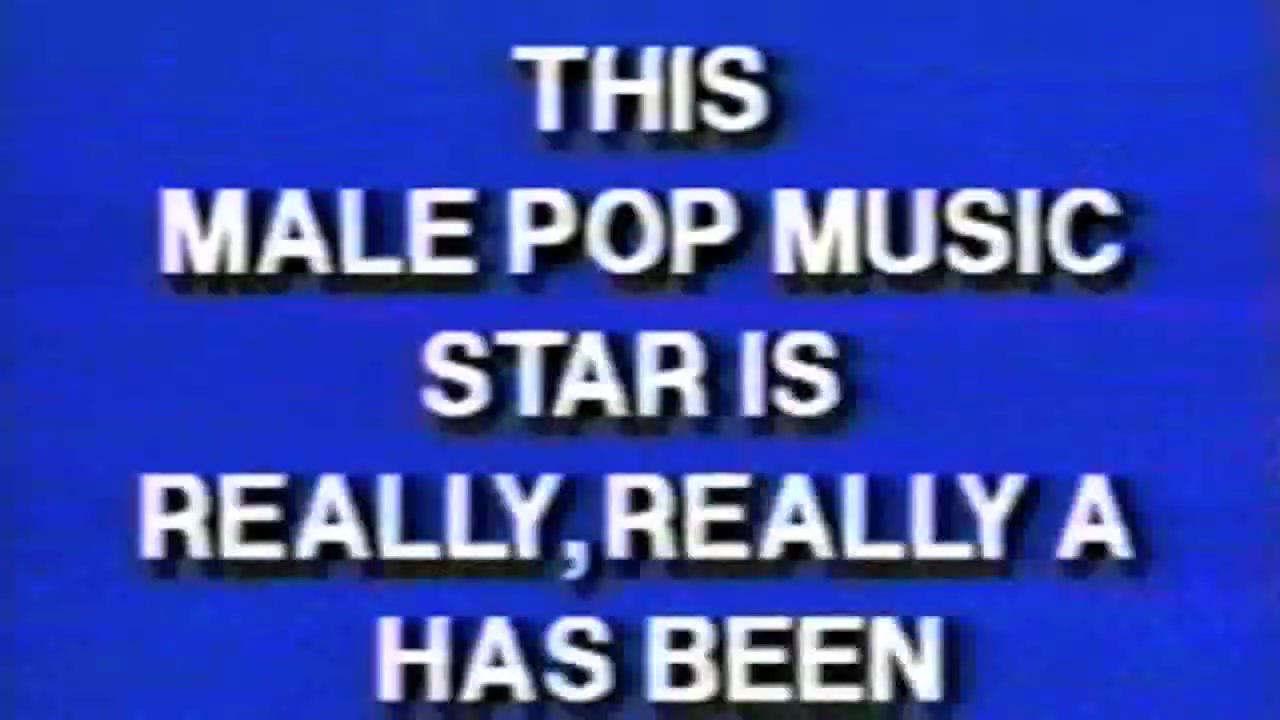 THIS
MALE POP MUSIC
STAR IS
REALLY, REALLY A
HAS BEEN